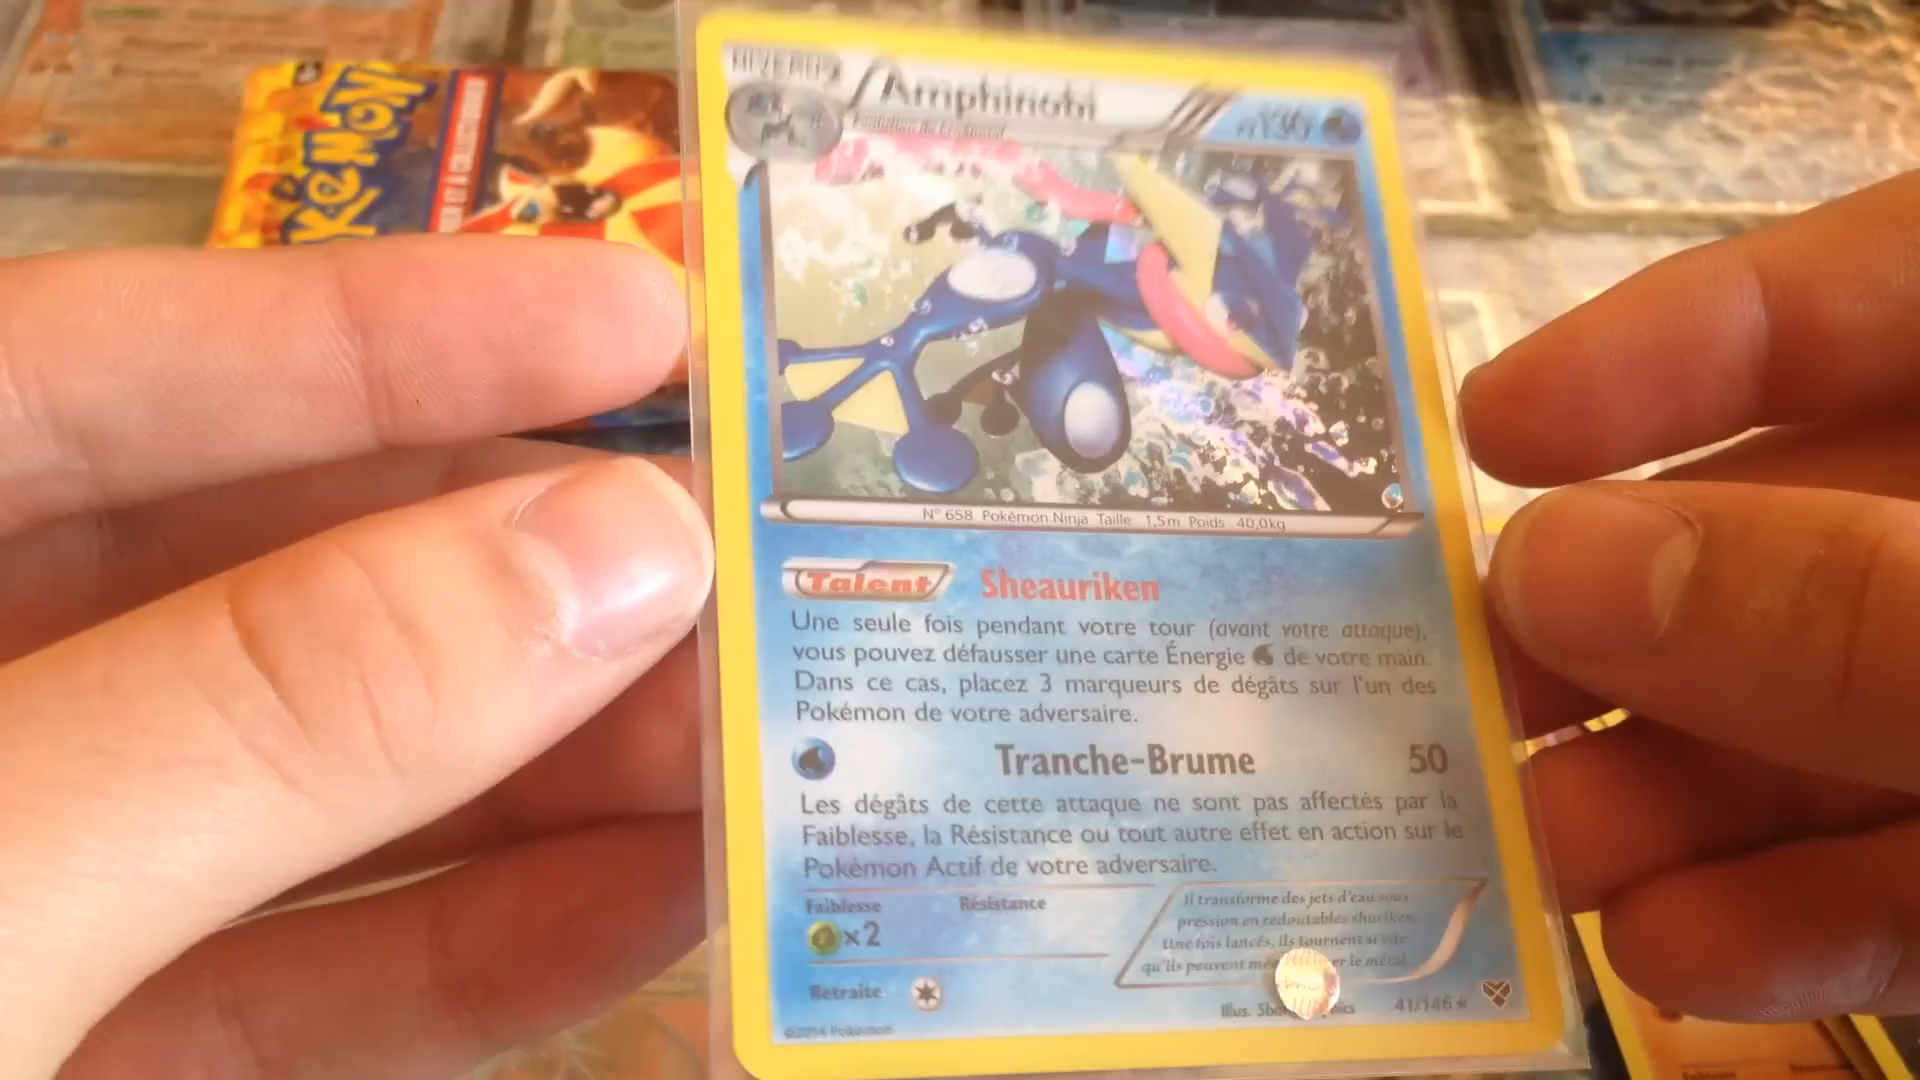 POKéMON
NIVEAU 2
Amphinobi
Évolution de Croâporal
PV130
N° 658 Pokémon Ninja Taille : 1,5m Poids : 40,0kg
Talent Sheauriken
Une seule fois pendant votre tour (avant votre attaque),
vous pouvez défausser une carte Énergie de votre main.
Dans ce cas, placez 3 marqueurs de dégâts sur l'un des
Pokémon de votre adversaire.
Tranche-Brume 50
Les dégâts de cette attaque ne sont pas affectés par la
Faiblesse, la Résistance ou tout autre effet en action sur le
Pokémon Actif de votre adversaire.
Faiblesse Résistance
×2
Il transforme des jets d'eau sous
pression en redoutables shuriken.
Une fois lancés, ils tournent si vite
qu'ils peuvent le métal.
Retraite
Illus.
41/146
©2014 Pokémon